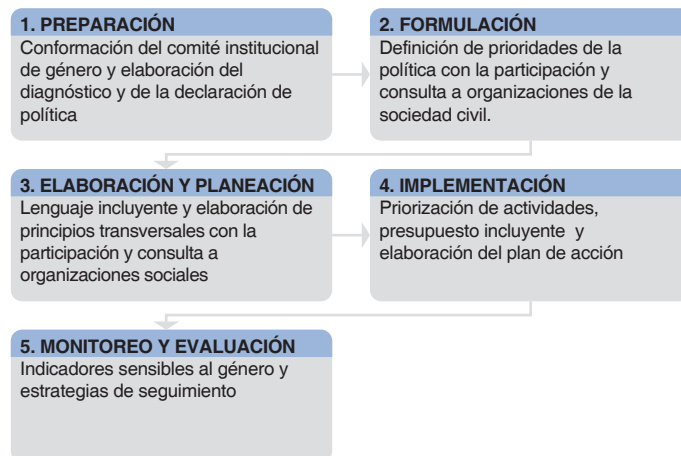 1. PREPARACIÓN
Conformación del comité institucional
de género y elaboración del
diagnóstico y de la declaración de
política
2. FORMULACIÓN
Definición de prioridades de la
política con la participación y
consulta a organizaciones de la
sociedad civil.
3. ELABORACIÓN Y PLANEACIÓN
Lenguaje incluyente y elaboración de
principios transversales con la
participación y consulta a
organizaciones sociales
4. IMPLEMENTACIÓN
Priorización de actividades,
presupuesto incluyente y
elaboración del plan de acción
5. MONITOREO Y EVALUACIÓN
Indicadores sensibles al género y
estrategias de seguimiento